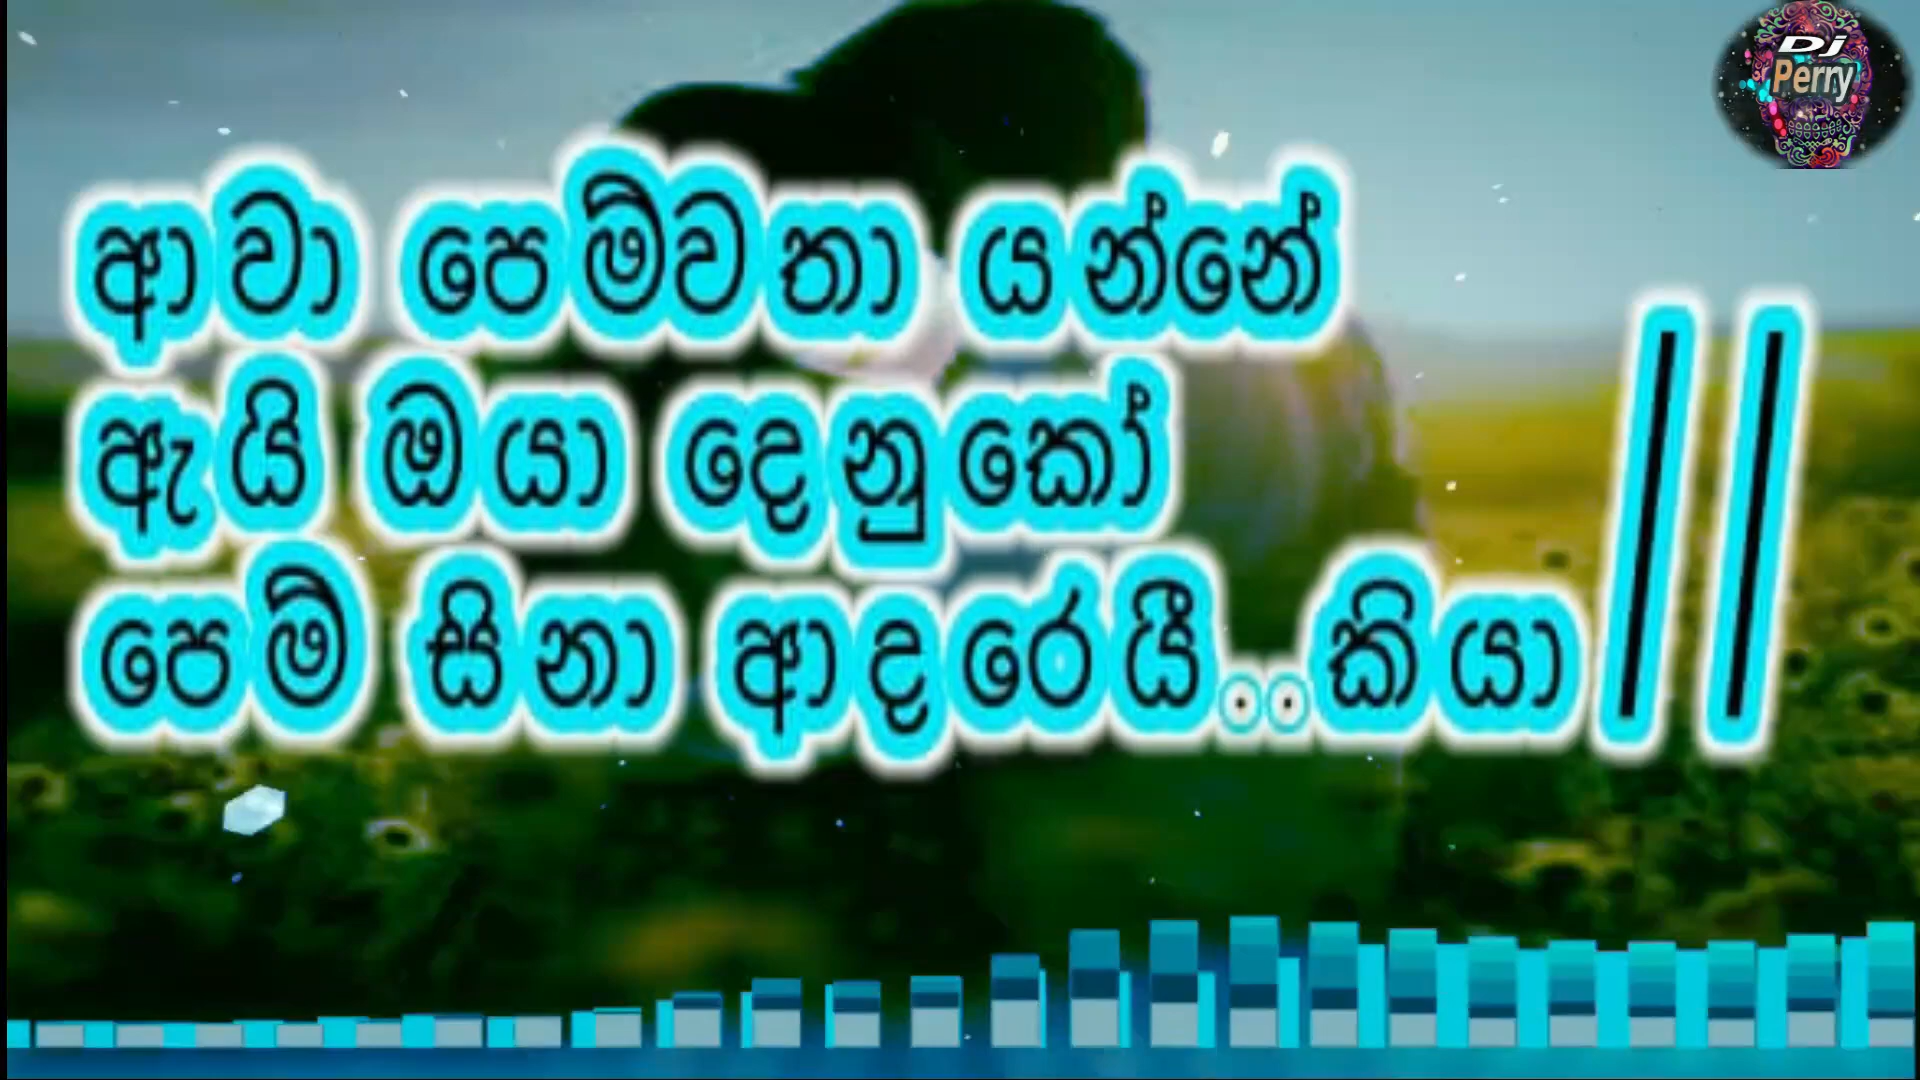 Dj
Perry
ආවා පෙම්වතා යන්නේ
ඇයි ඔයා දෙනුකෝ
පෙම් සිනා ආදරෙයී..කියා ||